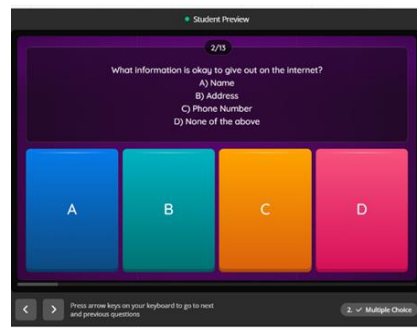 Student Preview
2/13
What information is okay to give out on the internet?
A) Name
B) Address
C) Phone Number
D) None of the above
A
B
C
D
Press arrow keys on your keyboard to go to next
and previous questions
2. ✓ Multiple Choice